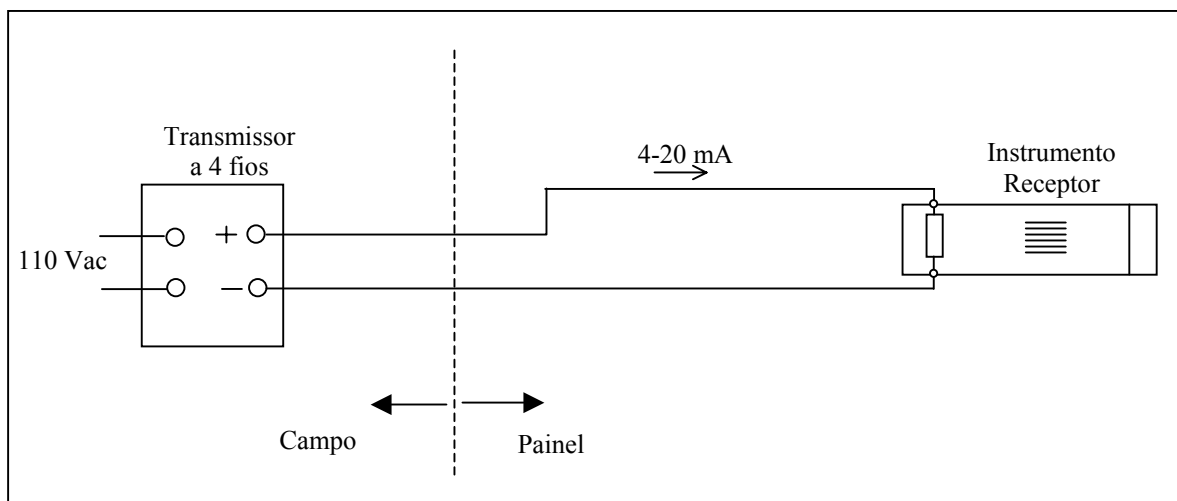 Transmissor
a 4 fios
4-20 mA
Instrumento
Receptor
110 Vac
+
–
Campo
Painel